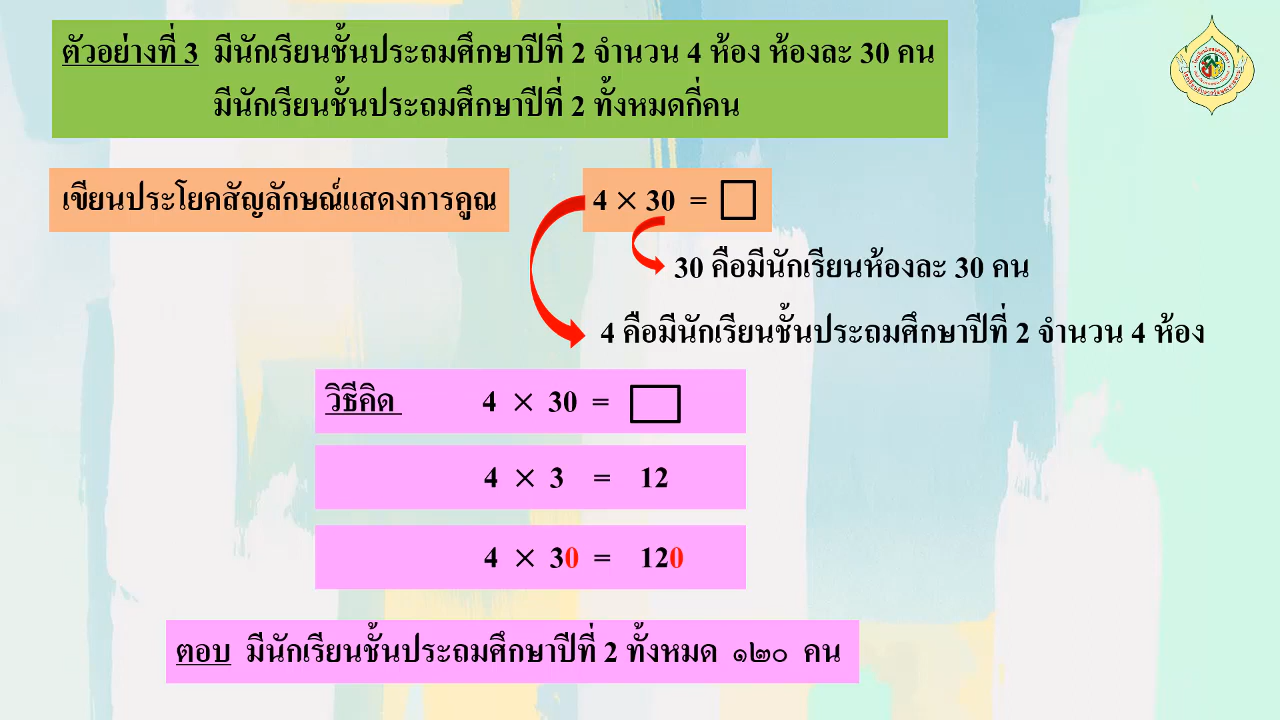 ตัวอย่างที่ 3 มีนักเรียนชั้นประถมศึกษาปีที่ 2 จำนวน 4 ห้อง ห้องละ 30 คน
มีนักเรียนชั้นประถมศึกษาปีที่ 2 ทั้งหมดกี่คน
เขียนประโยคสัญลักษณ์แสดงการคูณ 4 × 30 = □
30 คือมีนักเรียนห้องละ 30 คน
4 คือมีนักเรียนชั้นประถมศึกษาปีที่ 2 จำนวน 4 ห้อง
วิธีคิด 4 × 30 = □
4 × 3 = 12
4 × 30 = 120
ตอบ มีนักเรียนชั้นประถมศึกษาปีที่ 2 ทั้งหมด ๑๒๐ คน